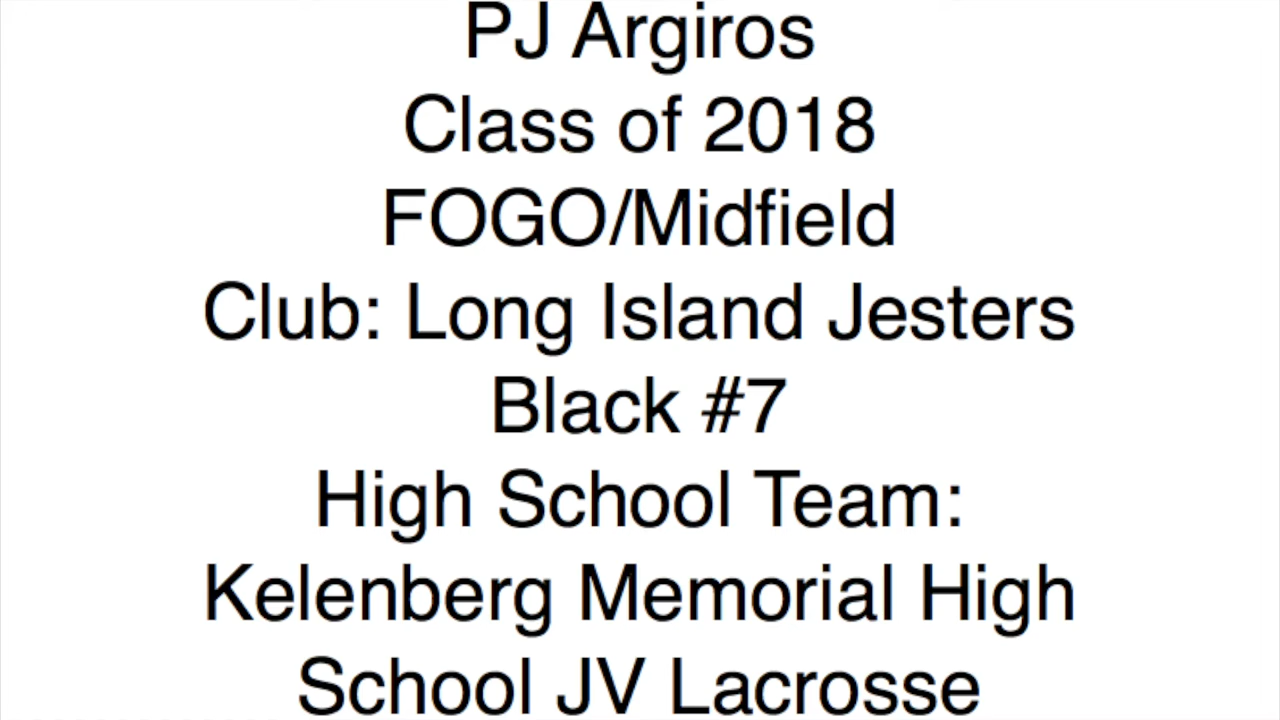 PJ Argiros
Class of 2018
FOGO/Midfield
Club: Long Island Jesters
Black #7
High School Team:
Kelenberg Memorial High
School JV Lacrosse